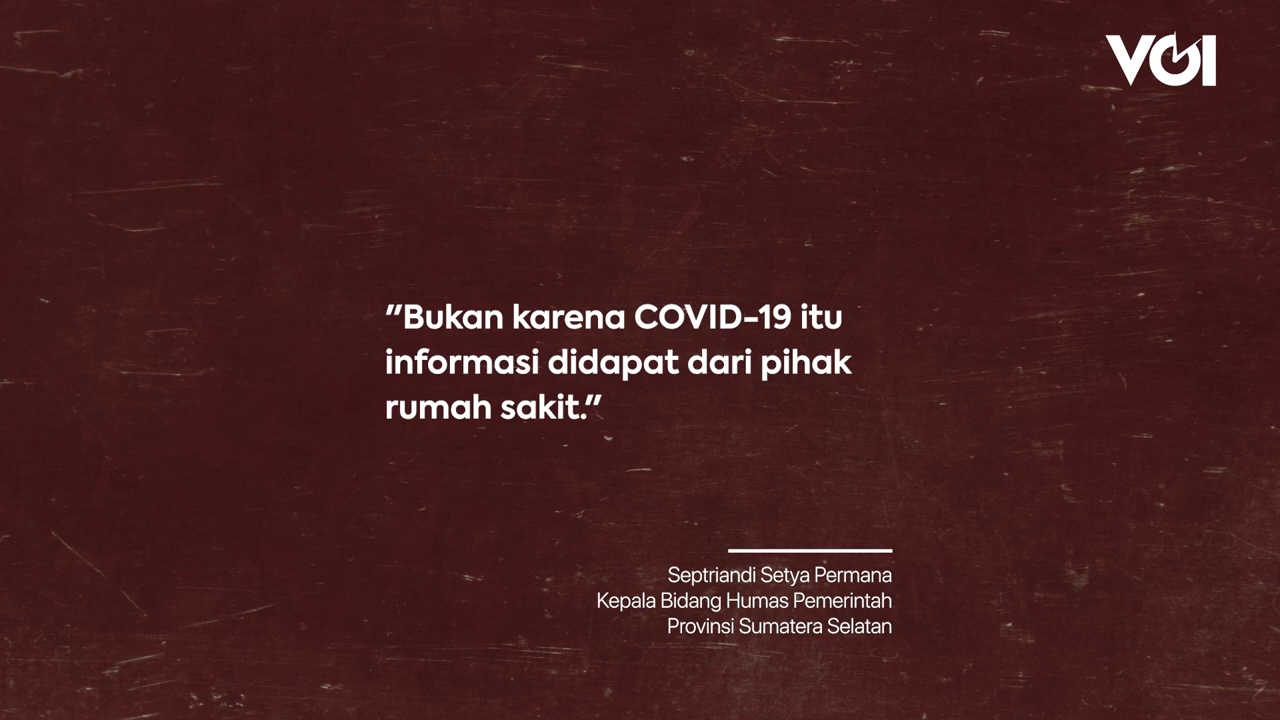 VOI
"Bukan karena COVID-19 itu
informasi didapat dari pihak
rumah sakit."
Septriandi Setya Permana
Kepala Bidang Humas Pemerintah
Provinsi Sumatera Selatan